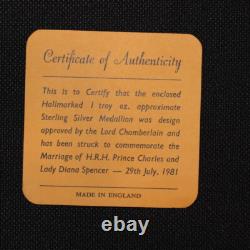 Certificate of Authenticity
This is to Certify that the enclosed
Hallmarked 1 troy oz. approximate
Sterling Silver Medallion was design
approved by the Lord Chamberlain and
has been struck to commemorate the
Marriage of H.R.H. Prince Charles and
Lady Diana Spencer — 29th July, 1981
MADE IN ENGLAND